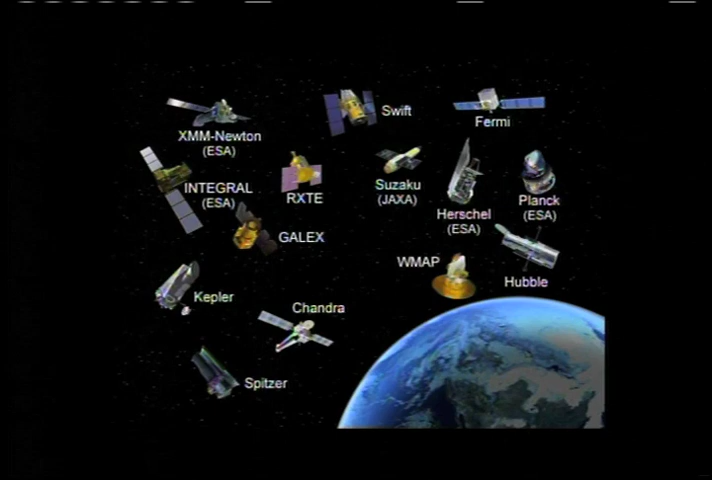 Swift
Fermi
XMM-Newton
(ESA)
INTEGRAL
(ESA)
RXTE
Suzaku
(JAXA)
Herschel
(ESA)
Planck
(ESA)
GALEX
WMAP
Hubble
Kepler
Chandra
Spitzer